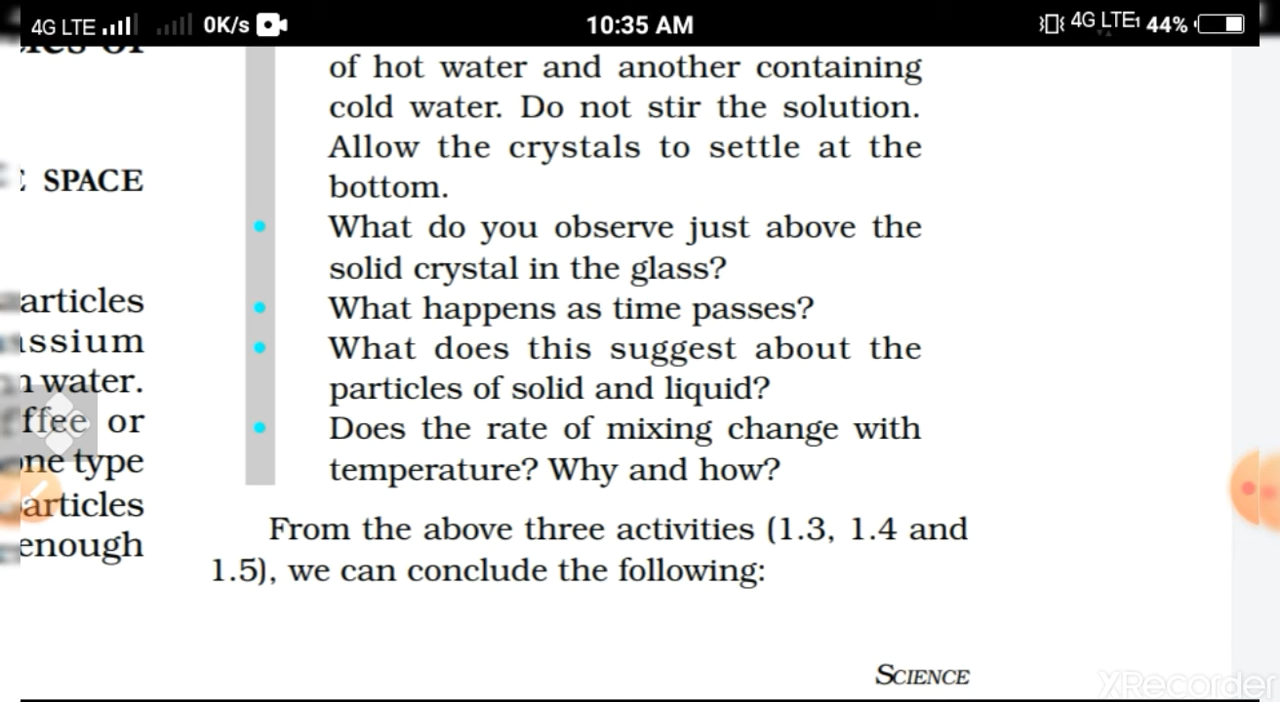 4G LTE 0K/s 10:35 AM 4G LTE 44%
SPACE
articles
ssium
water.
ffee or
ne type
articles
enough
of hot water and another containing
cold water. Do not stir the solution.
Allow the crystals to settle at the
bottom.
• What do you observe just above the
solid crystal in the glass?
• What happens as time passes?
• What does this suggest about the
particles of solid and liquid?
• Does the rate of mixing change with
temperature? Why and how?
From the above three activities (1.3, 1.4 and
1.5), we can conclude the following:
SCIENCE
XRecorder